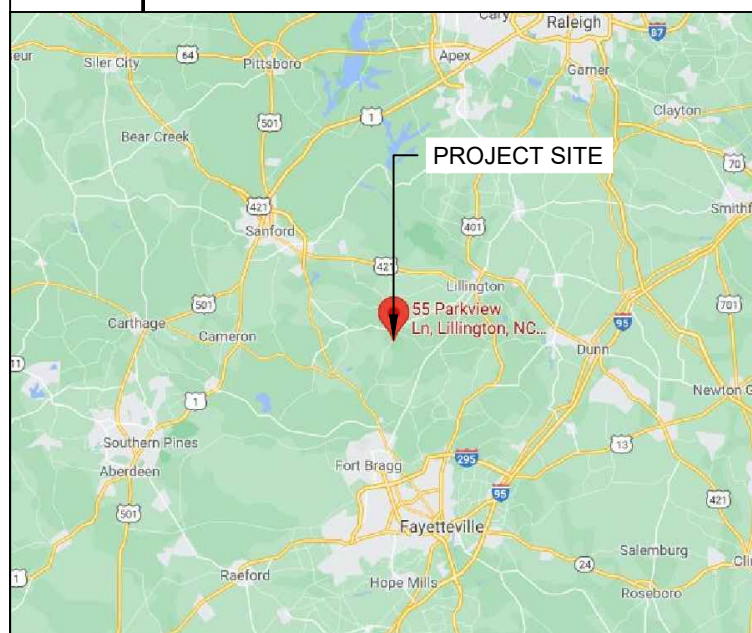 Cary
Raleigh
87
eur
Siler City
64
Pittsboro
Apex
Garner
Clayton
501
1
Bear Creek
PROJECT SITE
70
421
Smithf
Sanford
401
421
Lillington
501
55 Parkview
Ln, Lillington, NC...
701
Carthage
Cameron
95
Dunn
11
1
Newton G
Southern Pines
13
Aberdeen
Fort Bragg
295
95
421
501
Fayetteville
Salemburg
24
Cli
1
Raeford
Hope Mills
Roseboro